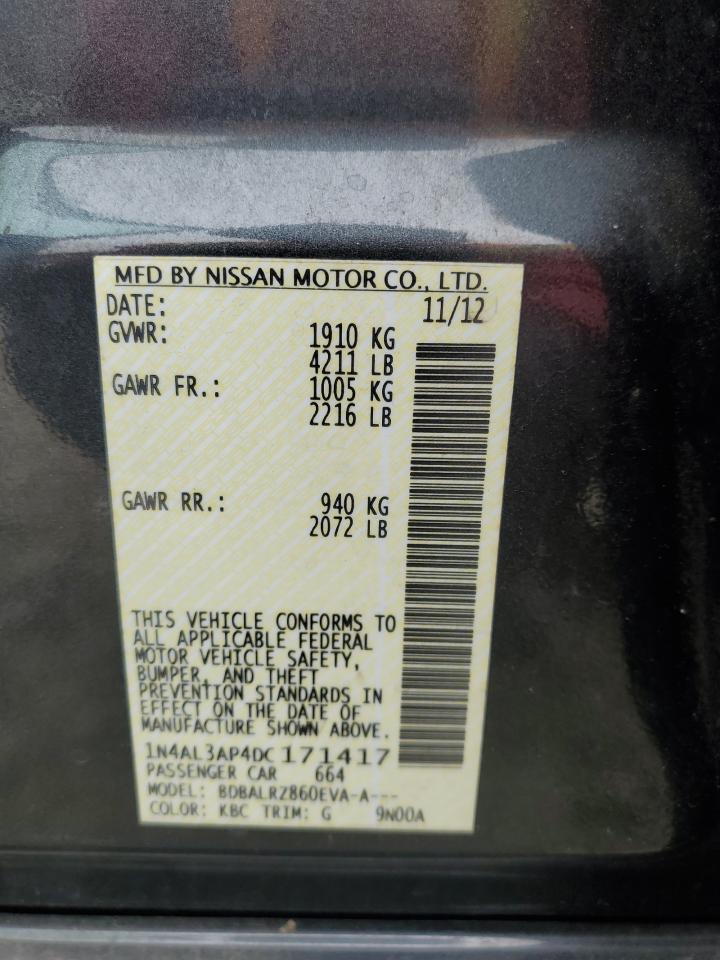 MFD BY NISSAN MOTOR CO., LTD.
DATE: 11/12
GVWR: 1910 KG
4211 LB
GAWR FR.: 1005 KG
2216 LB
GAWR RR.: 940 KG
2072 LB
THIS VEHICLE CONFORMS TO
ALL APPLICABLE FEDERAL
MOTOR VEHICLE SAFETY,
BUMPER, AND THEFT
PREVENTION STANDARDS IN
EFFECT ON THE DATE OF
MANUFACTURE SHOWN ABOVE.
1N4AL3AP4DC171417
PASSENGER CAR 664
MODEL: BDBALRZ860EVA-A---
COLOR: KBC TRIM: G 9N00A